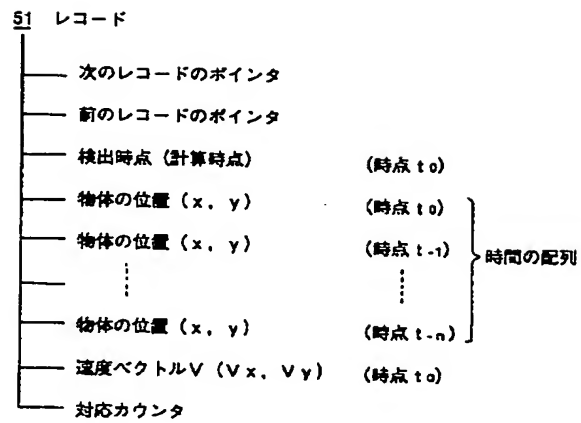 51 レコード
次のレコードのポインタ
前のレコードのポインタ
検出時点 (計算時点) (時点 t0)
物体の位置 (x, y) (時点 t0)
物体の位置 (x, y) (時点 t-1)
時間の配列
物体の位置 (x, y) (時点 t-n)
速度ベクトルV (Vx, Vy) (時点 t0)
対応カウンタ